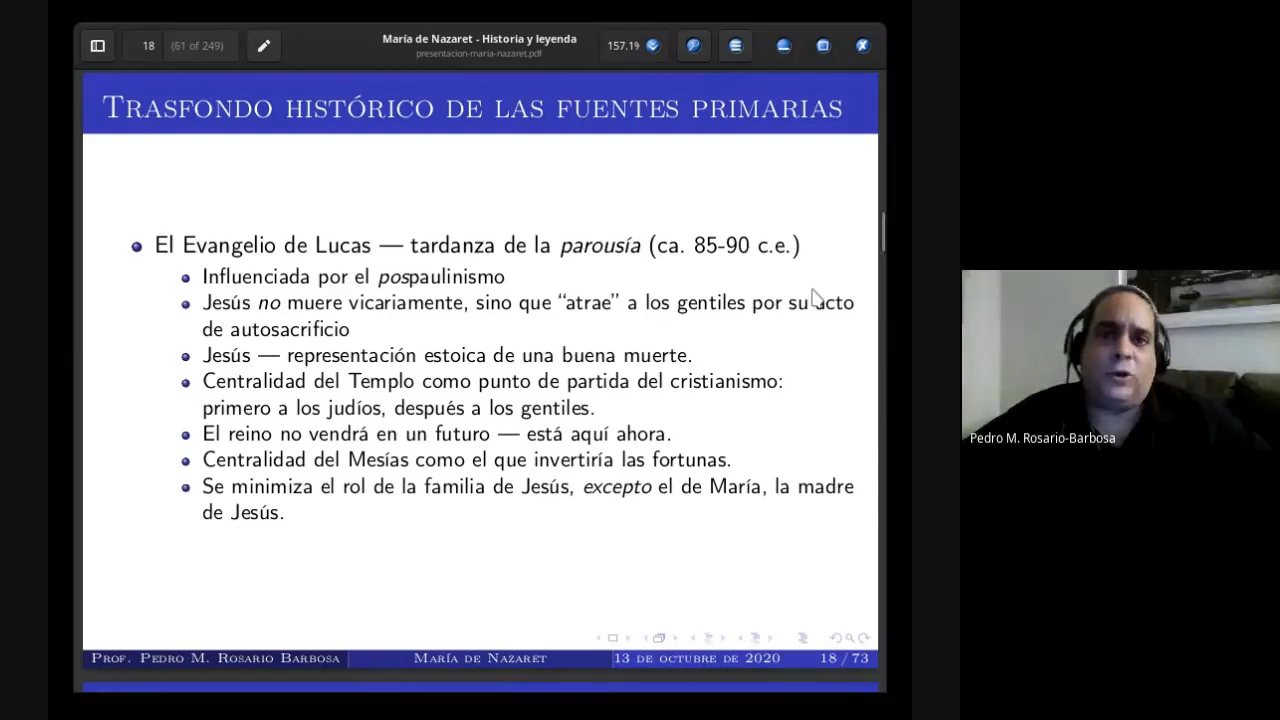 18 (61 of 249)
María de Nazaret - Historia y leyenda
presentacion-maria-nazaret.pdf
157.19
Trasfondo histórico de las fuentes primarias
El Evangelio de Lucas — tardanza de la parousía (ca. 85-90 c.e.)
Influenciada por el pospaulinismo
Jesús no muere vicariamente, sino que “atrae” a los gentiles por su acto
de autosacrificio
Jesús — representación estoica de una buena muerte.
Centralidad del Templo como punto de partida del cristianismo:
primero a los judíos, después a los gentiles.
El reino no vendrá en un futuro — está aquí ahora.
Centralidad del Mesías como el que invertiría las fortunas.
Se minimiza el rol de la familia de Jesús, excepto el de María, la madre
de Jesús.
Prof. Pedro M. Rosario Barbosa María de Nazaret 13 de octubre de 2020 18 / 73
Pedro M. Rosario-Barbosa